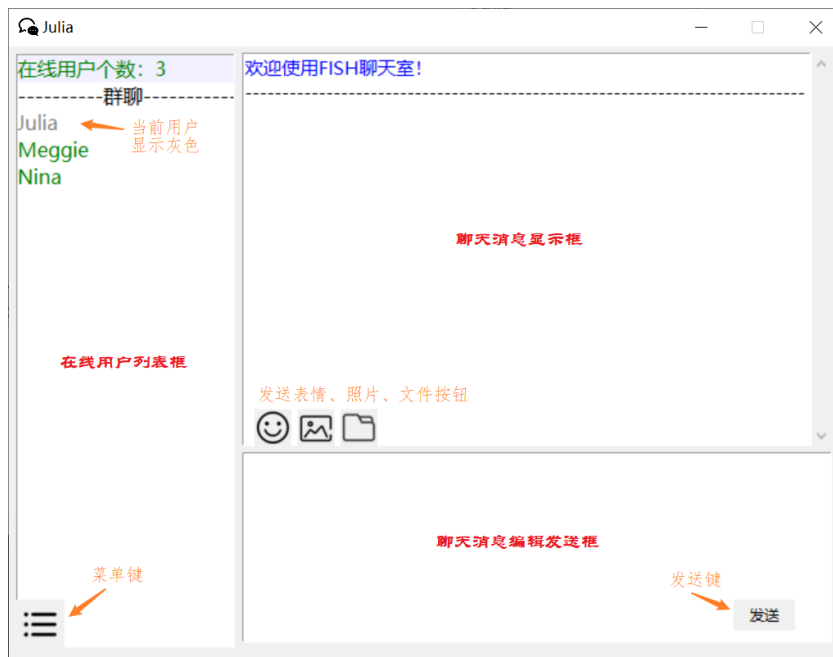 Julia
在线用户个数：3
----------群聊----------
Julia
当前用户
显示灰色
Meggie
Nina
在线用户列表框
菜单键
欢迎使用FISH聊天室！
----------------------------------------------------------------------
聊天消息显示框
发送表情、照片、文件按钮
聊天消息编辑发送框
发送键
发送